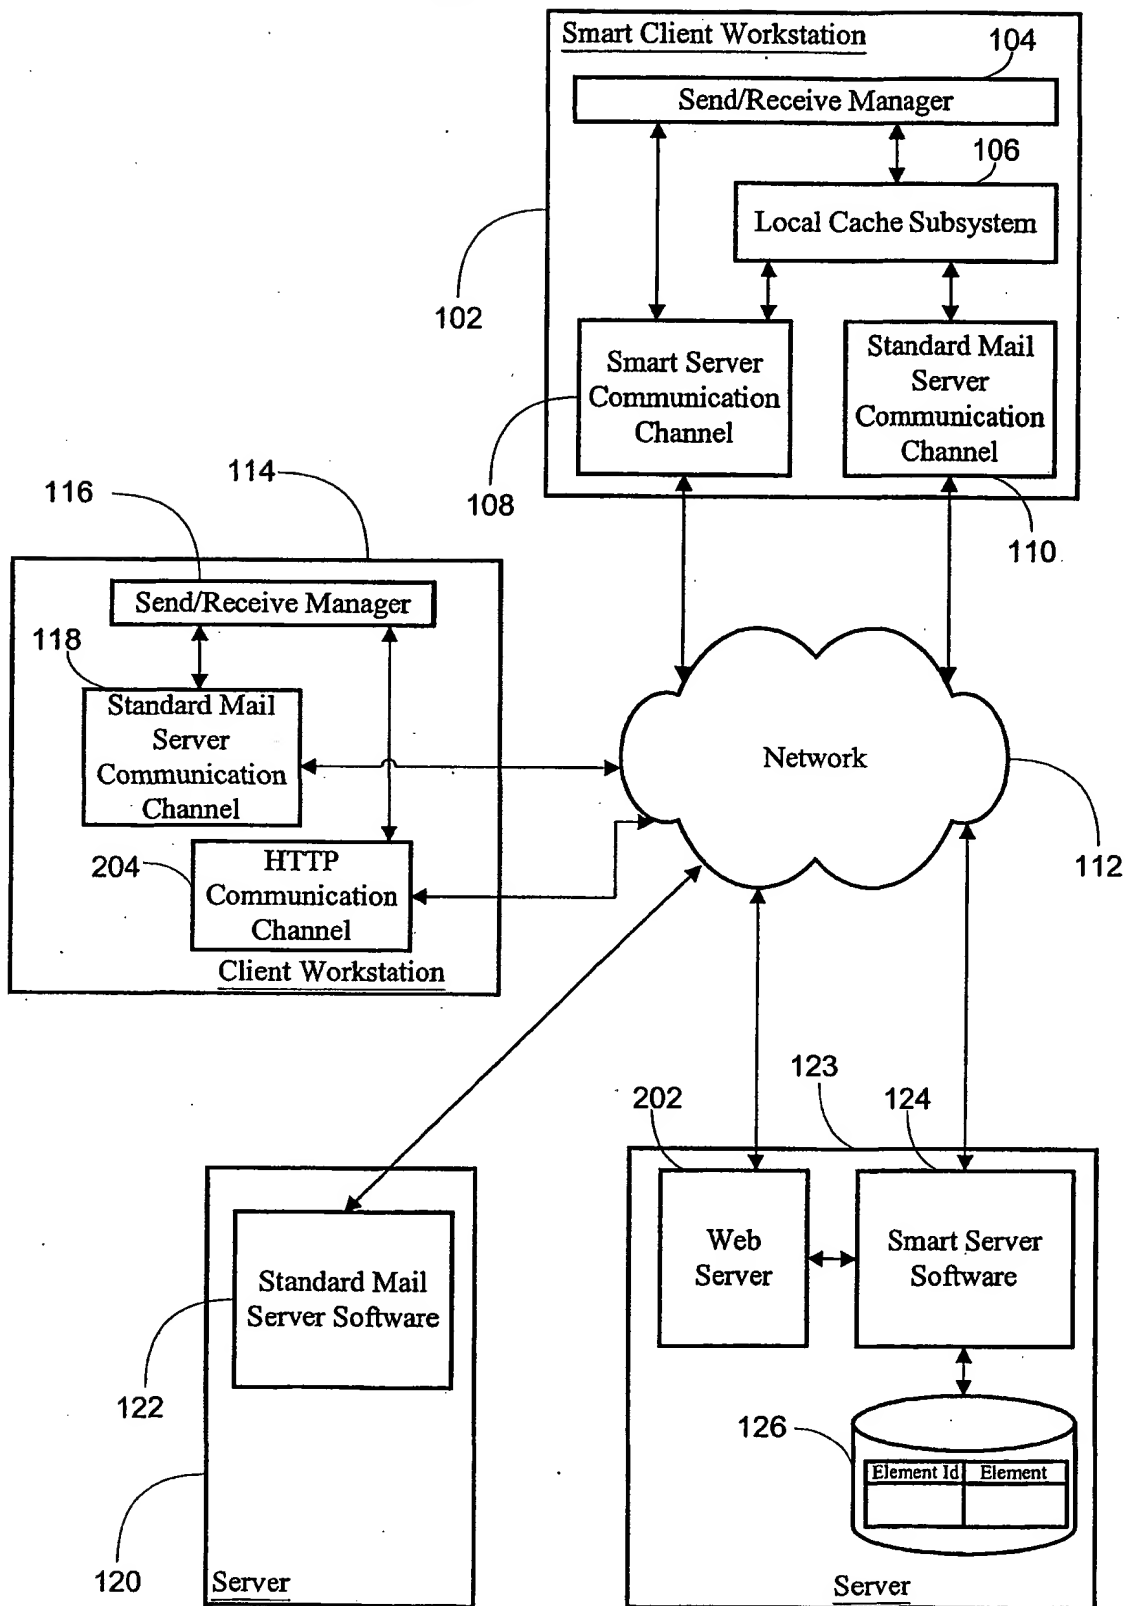 Smart Client Workstation
104
Send/Receive Manager
106
Local Cache Subsystem
102
Smart Server
Communication
Channel
Standard Mail
Server
Communication
Channel
108
110
114
116
Send/Receive Manager
118
Standard Mail
Server
Communication
Channel
204
HTTP
Communication
Channel
Client Workstation
Network
112
123
202
124
Web
Server
Smart Server
Software
Standard Mail
Server Software
122
126
Element Id
Element
120
Server
Server